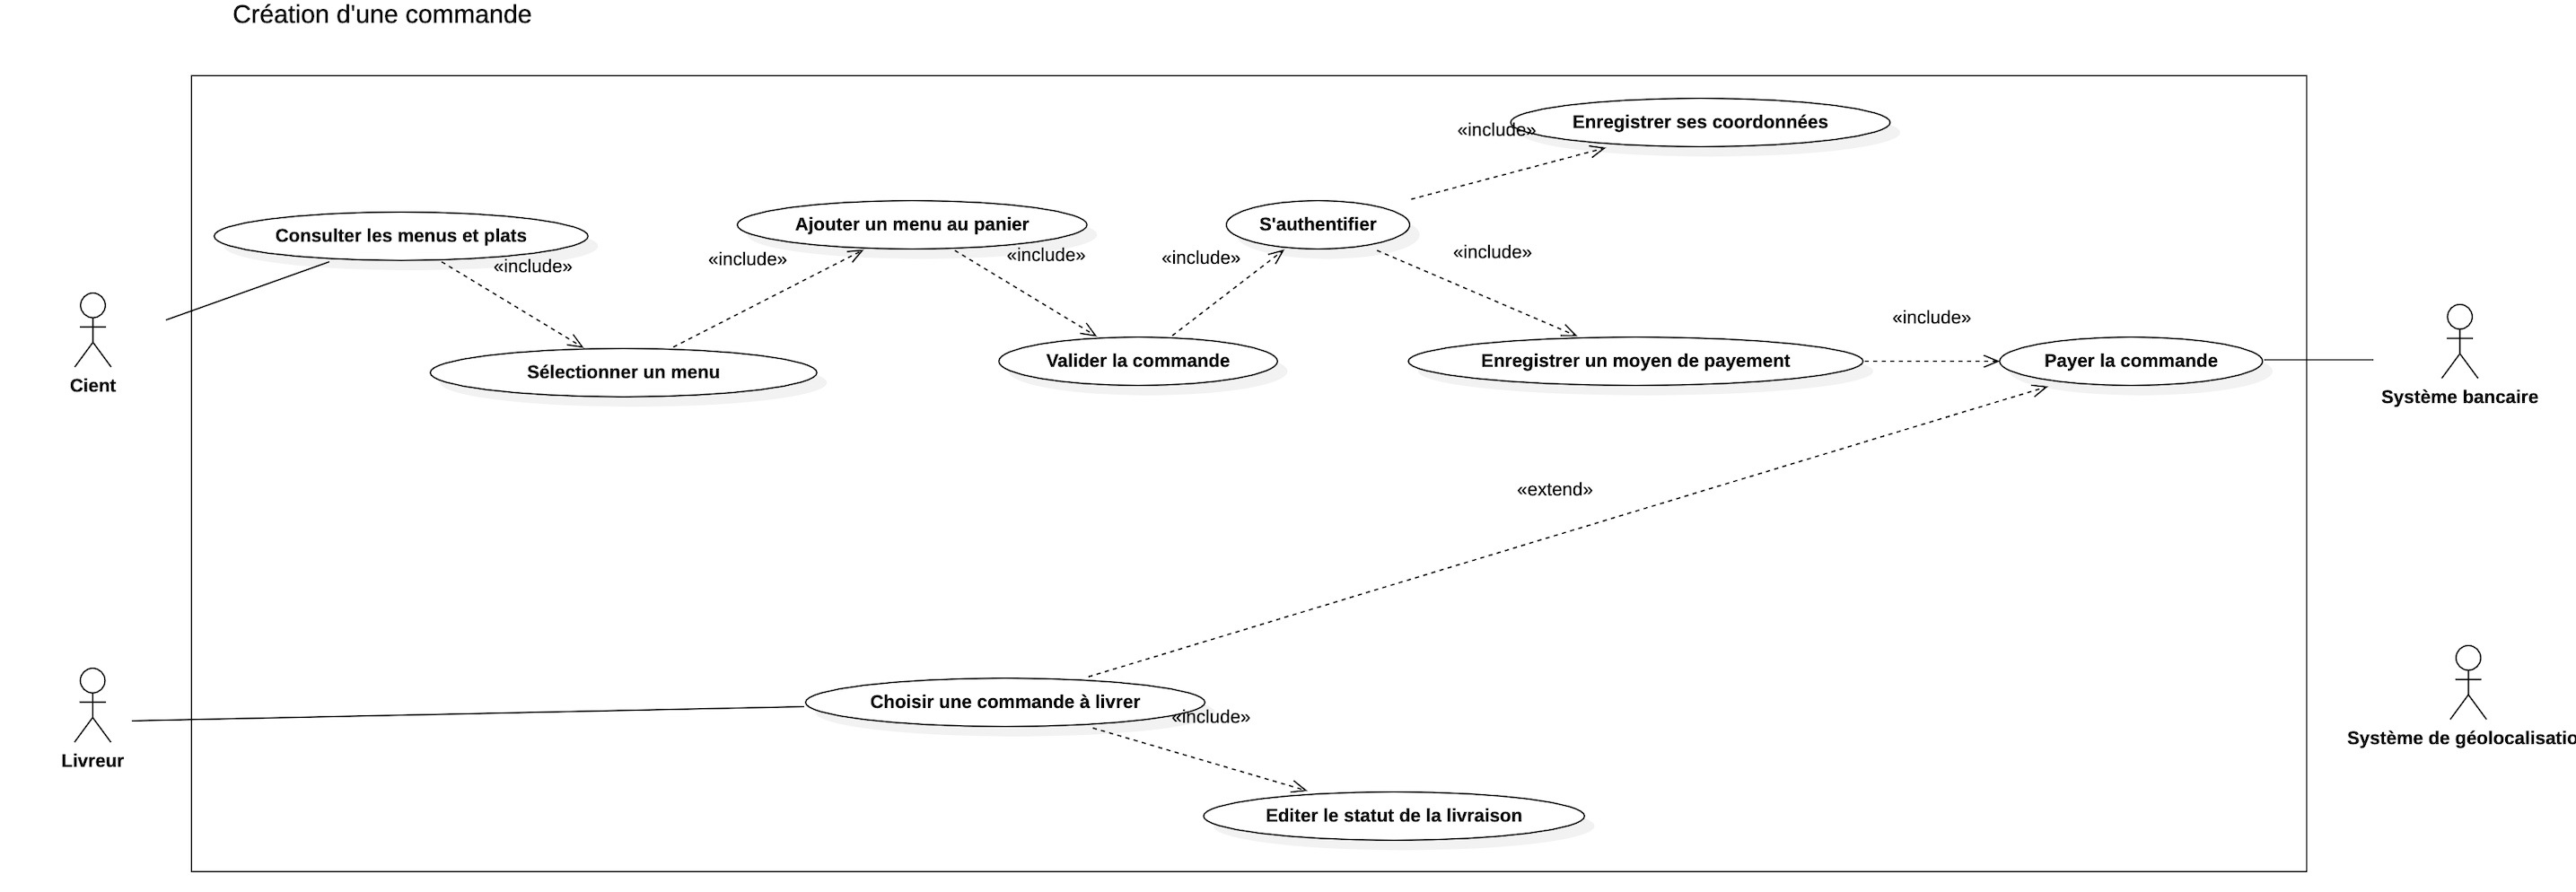 Création d'une commande
Enregistrer ses coordonnées
«include»
Consulter les menus et plats
Ajouter un menu au panier
S'authentifier
«include»
«include»
«include»
«include»
«include»
«include»
Cient
Sélectionner un menu
Valider la commande
Enregistrer un moyen de payement
Payer la commande
Système bancaire
«extend»
Livreur
Choisir une commande à livrer
«include»
Système de géolocalisatio
Editer le statut de la livraison